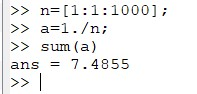 >> n=[1:1:1000];
>> a=1./n;
>> sum(a)
ans = 7.4855
>>